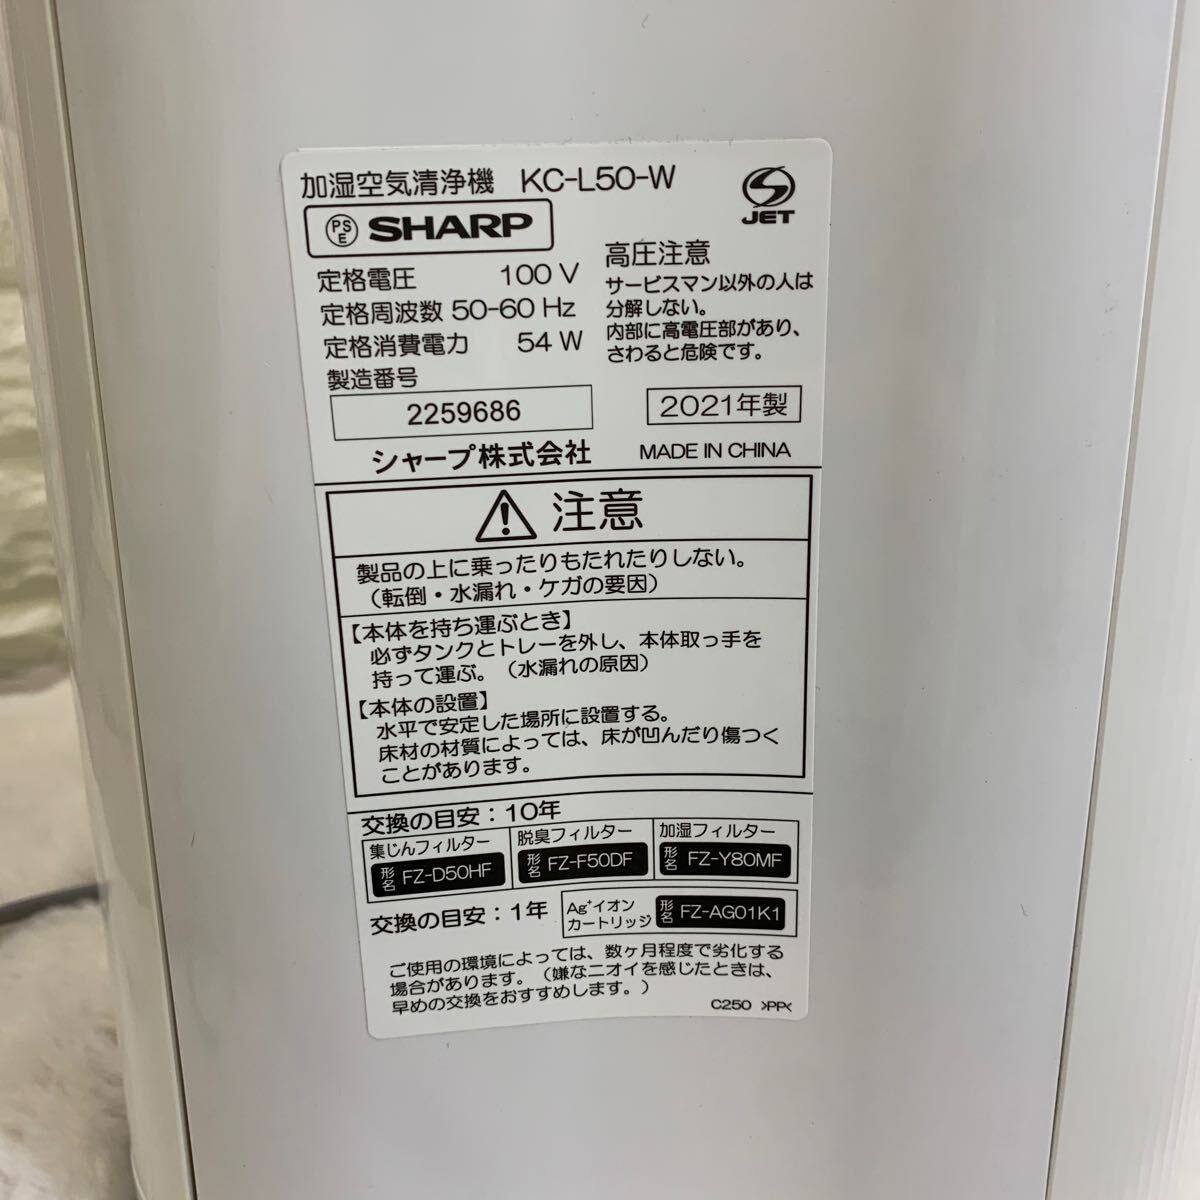 加湿空気清浄機 KC-L50-W
PS E SHARP
JET
定格電圧 100 V
定格周波数 50-60 Hz
定格消費電力 54 W
製造番号
2259686
シャープ株式会社
高圧注意
サービスマン以外の人は
分解しない。
内部に高電圧部があり、
さわると危険です。
2021年製
MADE IN CHINA
注意
製品の上に乗ったりもたれたりしない。
(転倒・水漏れ・ケガの要因)
【本体を持ち運ぶとき】
必ずタンクとトレーを外し、本体取っ手を
持って運ぶ。(水漏れの原因)
【本体の設置】
水平で安定した場所に設置する。
床材の材質によっては、床が凹んだり傷つく
ことがあります。
交換の目安:10年
集じんフィルター
形名 FZ-D50HF
脱臭フィルター
形名 FZ-F50DF
加湿フィルター
形名 FZ-Y80MF
交換の目安:1年
Ag⁺イオン
カートリッジ
形名 FZ-AG01K1
ご使用の環境によっては、数ヶ月程度で劣化する
場合があります。(嫌なニオイを感じたときは、
早めの交換をおすすめします。)
C250 >PP<